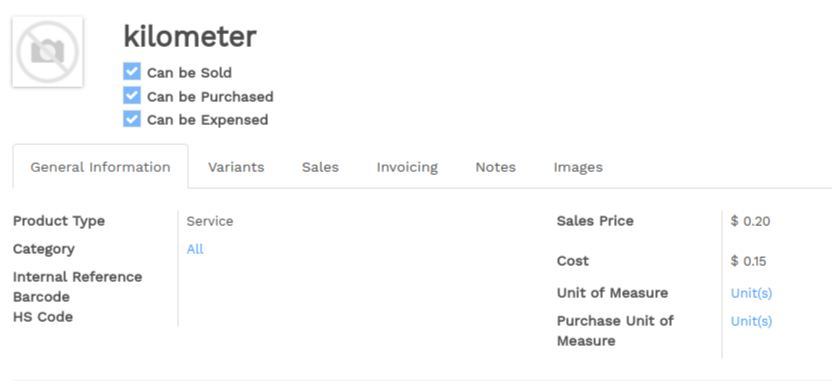 kilometer
Can be Sold
Can be Purchased
Can be Expensed
General Information Variants Sales Invoicing Notes Images
Product Type Service
Category All
Internal Reference
Barcode
HS Code
Sales Price $ 0.20
Cost $ 0.15
Unit of Measure Unit(s)
Purchase Unit of Unit(s)
Measure